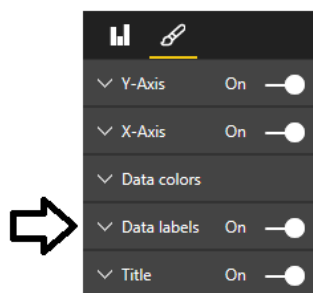 Y-Axis On
X-Axis On
Data colors
Data labels On
Title On